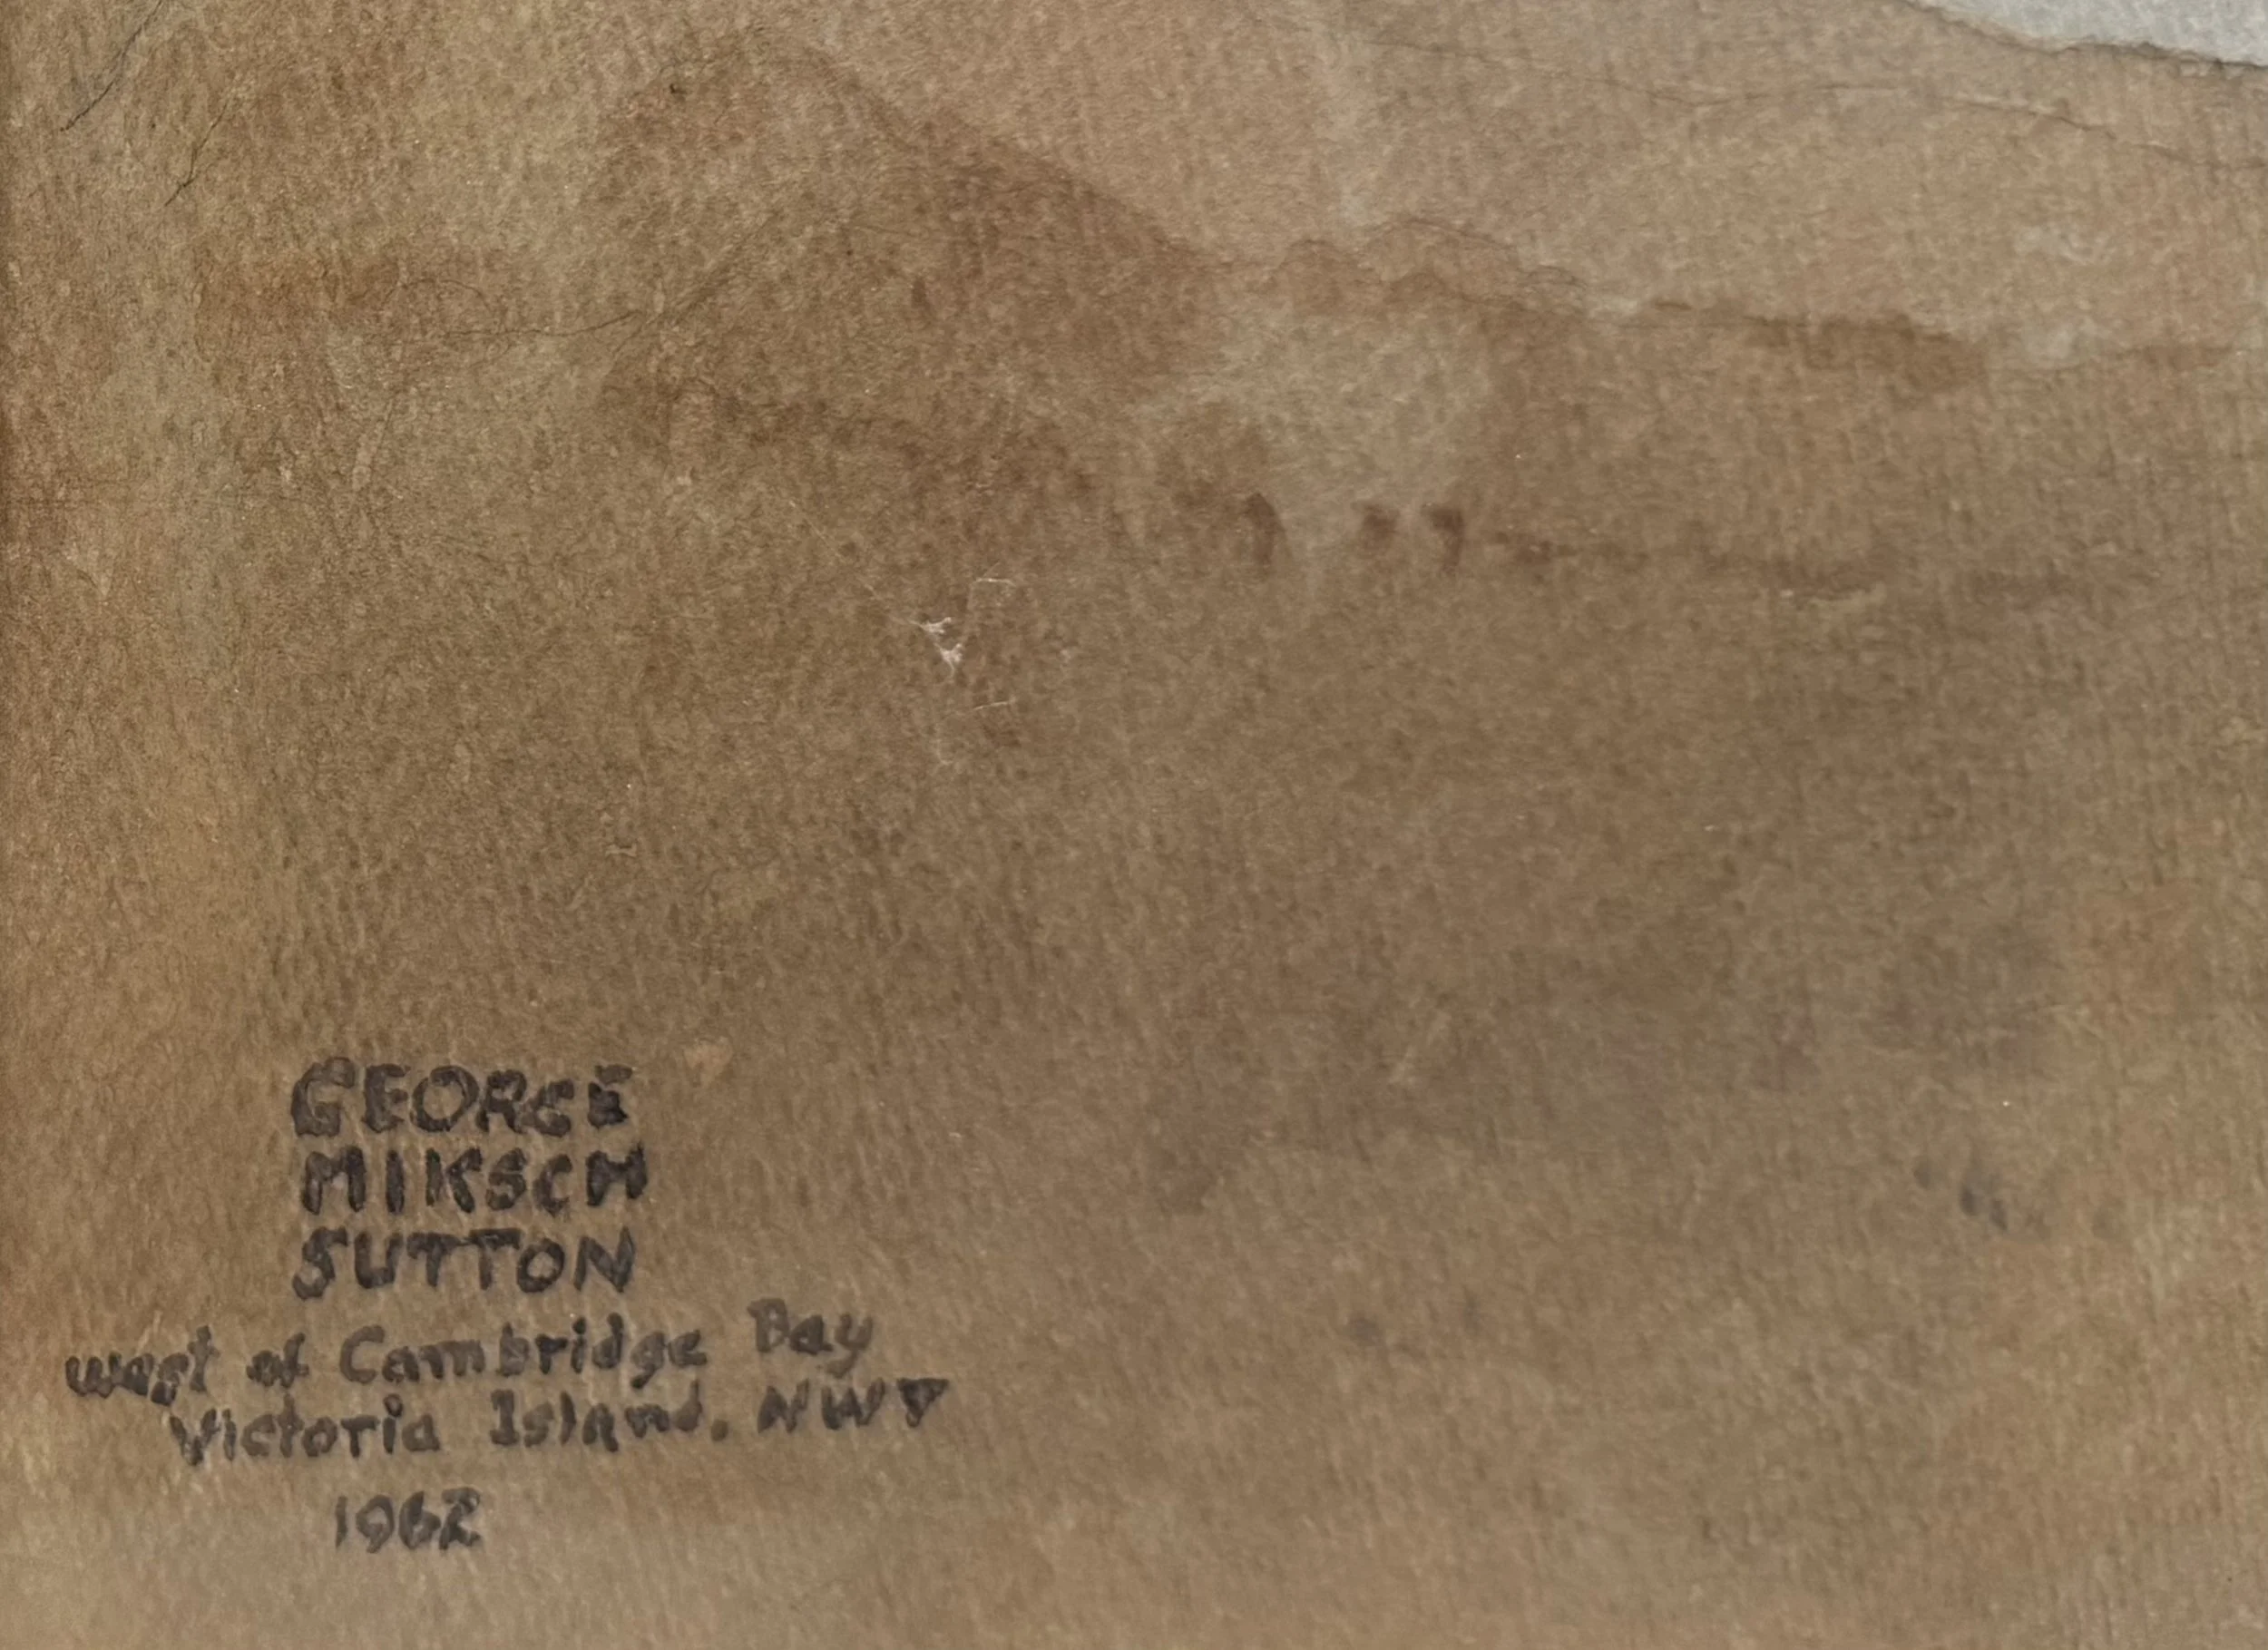 GEORGE
MIKSCH
SUTTON
west of Cambridge Bay
Victoria Island, NWT
1962